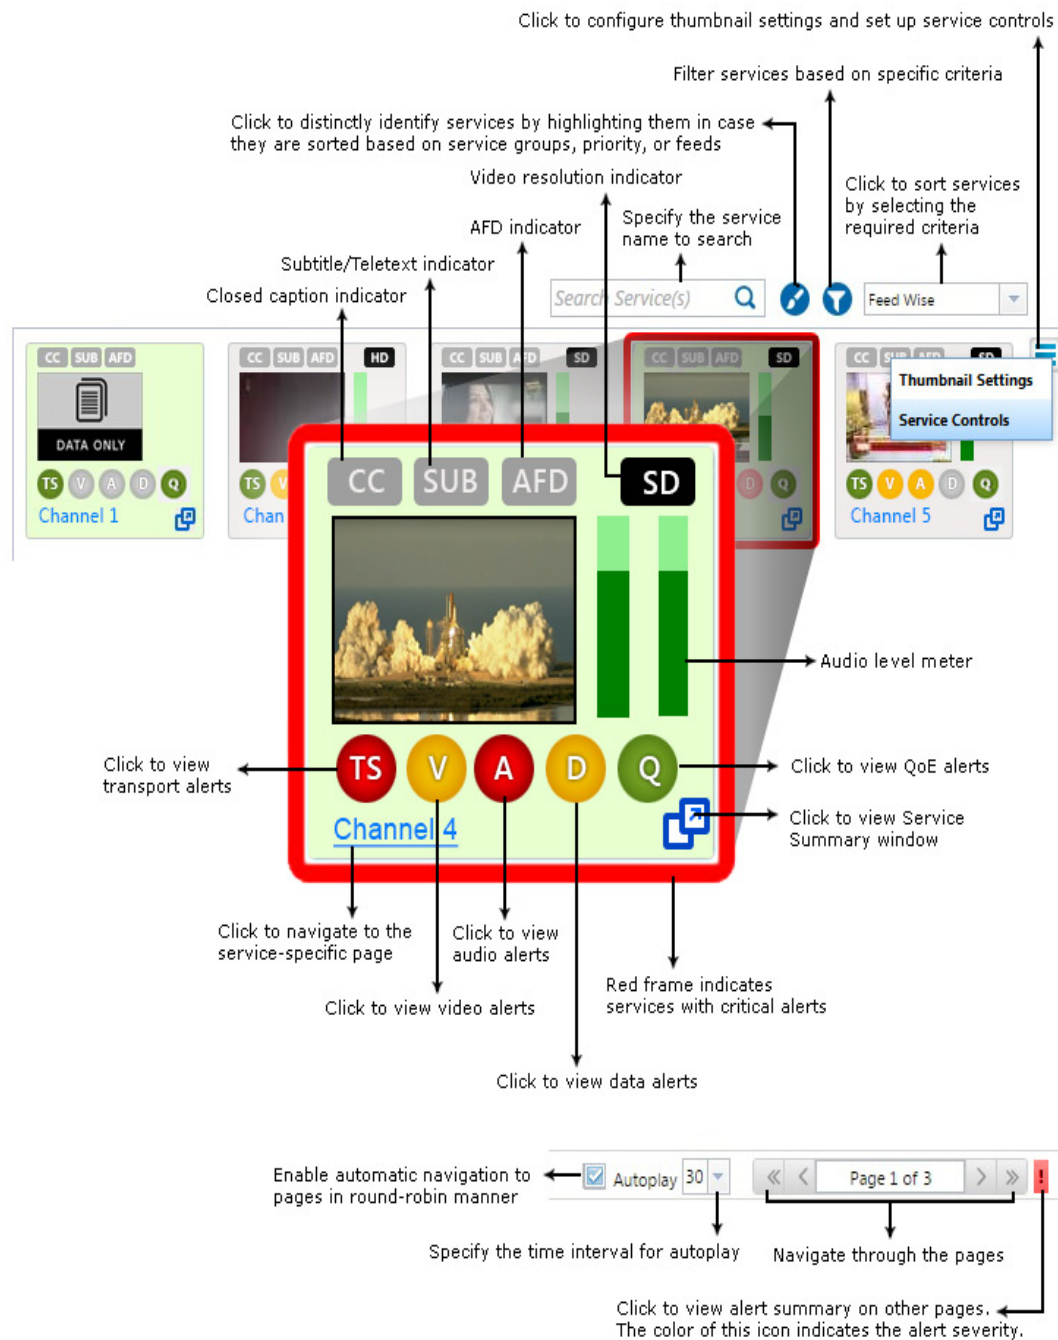 Click to configure thumbnail settings and set up service controls
Filter services based on specific criteria
Click to distinctly identify services by highlighting them in case
they are sorted based on service groups, priority, or feeds
Video resolution indicator
Click to sort services
by selecting the
required criteria
Specify the service
name to search
AFD indicator
Subtitle/Teletext indicator
Closed caption indicator
Search Service(s)
Feed Wise
CC SUB AFD
CC SUB AFD HD
CC SUB AFD SD
CC SUB AFD SD
CC SUB AFD SD
Thumbnail Settings
Service Controls
DATA ONLY
TS V A D Q
TS V
D Q
TS V A D Q
Channel 1
Chan
Channel 5
CC SUB AFD SD
Audio level meter
TS V A D Q
Click to view
transport alerts
Click to view QoE alerts
Channel 4
Click to view Service
Summary window
Click to navigate to the
service-specific page
Click to view
audio alerts
Click to view video alerts
Red frame indicates
services with critical alerts
Click to view data alerts
Enable automatic navigation to
pages in round-robin manner
Autoplay 30
« < Page 1 of 3 > » !
Specify the time interval for autoplay
Navigate through the pages
Click to view alert summary on other pages.
The color of this icon indicates the alert severity.